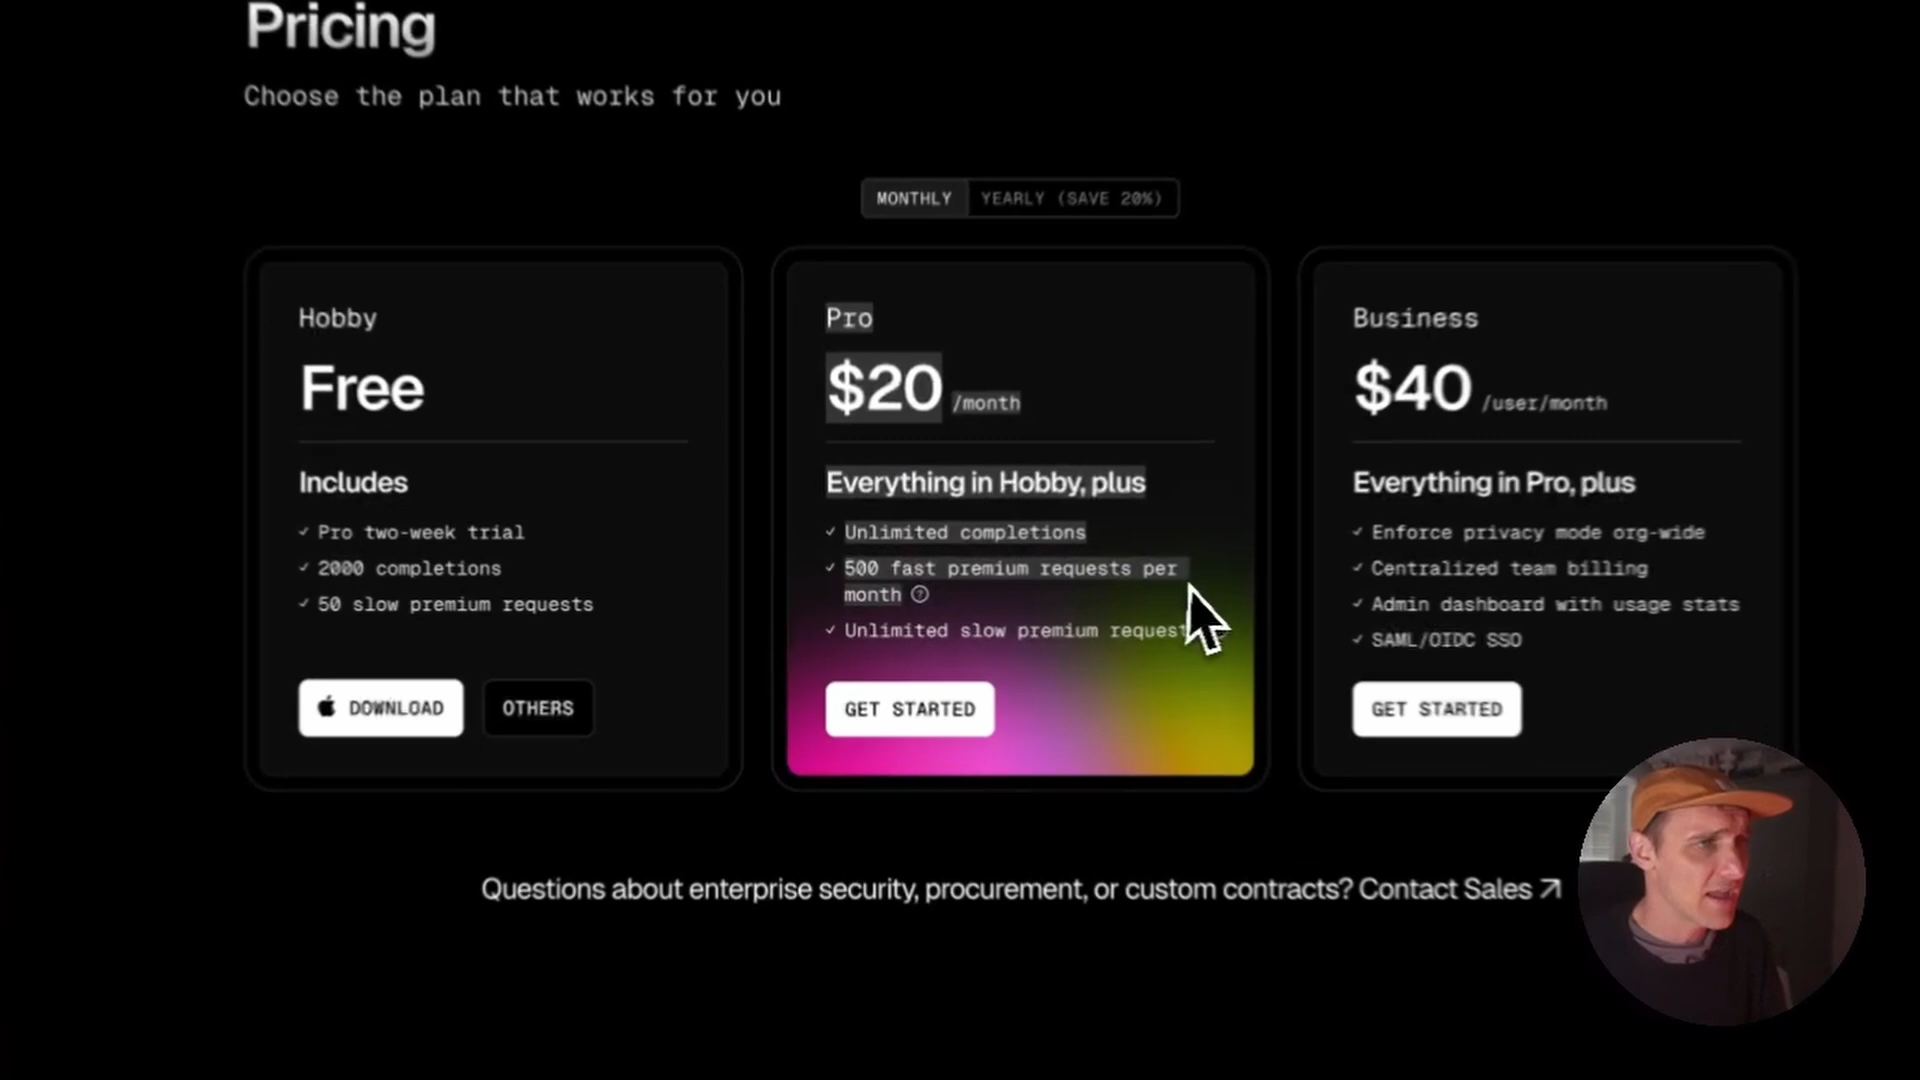 Pricing
Choose the plan that works for you
MONTHLY YEARLY (SAVE 20%)
Hobby
Free
Includes
✓ Pro two-week trial
✓ 2000 completions
✓ 50 slow premium requests
DOWNLOAD OTHERS
Pro
$20 /month
Everything in Hobby, plus
✓ Unlimited completions
✓ 500 fast premium requests per
month ?
✓ Unlimited slow premium request
GET STARTED
Business
$40 /user/month
Everything in Pro, plus
✓ Enforce privacy mode org-wide
✓ Centralized team billing
✓ Admin dashboard with usage stats
✓ SAML/OIDC SSO
GET STARTED
Questions about enterprise security, procurement, or custom contracts? Contact Sales ↗